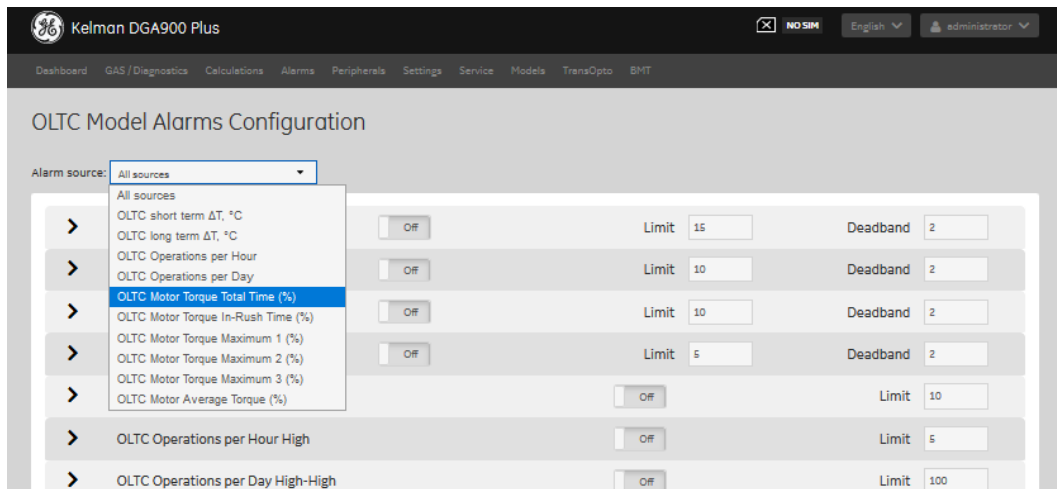 Kelman DGA900 Plus
NO SIM
English
administrator
Dashboard GAS / Diagnostics Calculations Alarms Peripherals Settings Service Models TransOpto BMT
OLTC Model Alarms Configuration
Alarm source: All sources
All sources
OLTC short term ΔT, °C
OLTC long term ΔT, °C
OLTC Operations per Hour
OLTC Operations per Day
OLTC Motor Torque Total Time (%)
OLTC Motor Torque In-Rush Time (%)
OLTC Motor Torque Maximum 1 (%)
OLTC Motor Torque Maximum 2 (%)
OLTC Motor Torque Maximum 3 (%)
OLTC Motor Average Torque (%)
Off Limit 15 Deadband 2
Off Limit 10 Deadband 2
Off Limit 10 Deadband 2
Off Limit 5 Deadband 2
Off Limit 10
OLTC Operations per Hour High Off Limit 5
OLTC Operations per Day High-High Off Limit 100